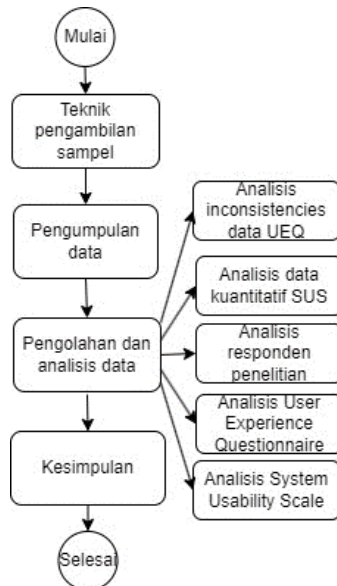 Mulai
Teknik
pengambilan
sampel
Pengumpulan
data
Pengolahan dan
analisis data
Kesimpulan
Selesai
Analisis
inconsistencies
data UEQ
Analisis data
kuantitatif SUS
Analisis
responden
penelitian
Analisis User
Experience
Questionnaire
Analisis System
Usability Scale